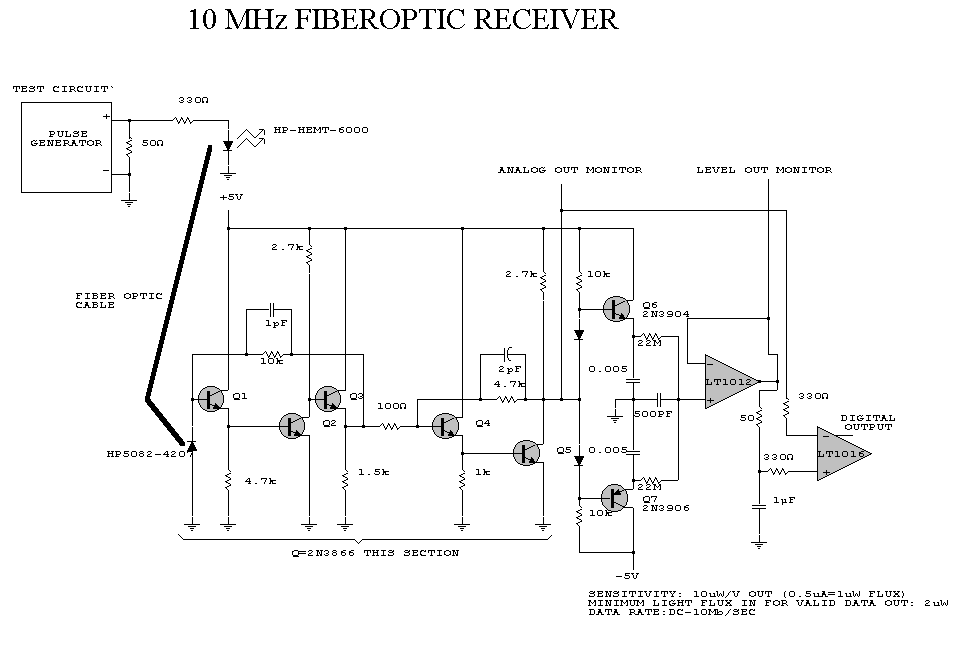 10 MHz FIBEROPTIC RECEIVER
TEST CIRCUIT`
330Ω
+
PULSE
GENERATOR
50Ω
HP-HEMT-6000
−
+5V
ANALOG OUT MONITOR
LEVEL OUT MONITOR
2.7k
2.7k
10k
FIBER OPTIC
CABLE
1pF
10k
Q6
2N3904
22M
2pF
4.7k
0.005
−
LT1012
+
Q1
Q2
Q3
100Ω
Q4
500PF
50
330Ω
DIGITAL
OUTPUT
HP5082-4207
Q5
0.005
−
LT1016
+
330Ω
4.7k
1.5k
1k
22M
Q7
2N3906
10k
1µF
Q=2N3866 THIS SECTION
-5V
SENSITIVITY: 10uW/V OUT (0.5uA=1uW FLUX)
MINIMUM LIGHT FLUX IN FOR VALID DATA OUT: 2uW
DATA RATE:DC-10Mb/SEC